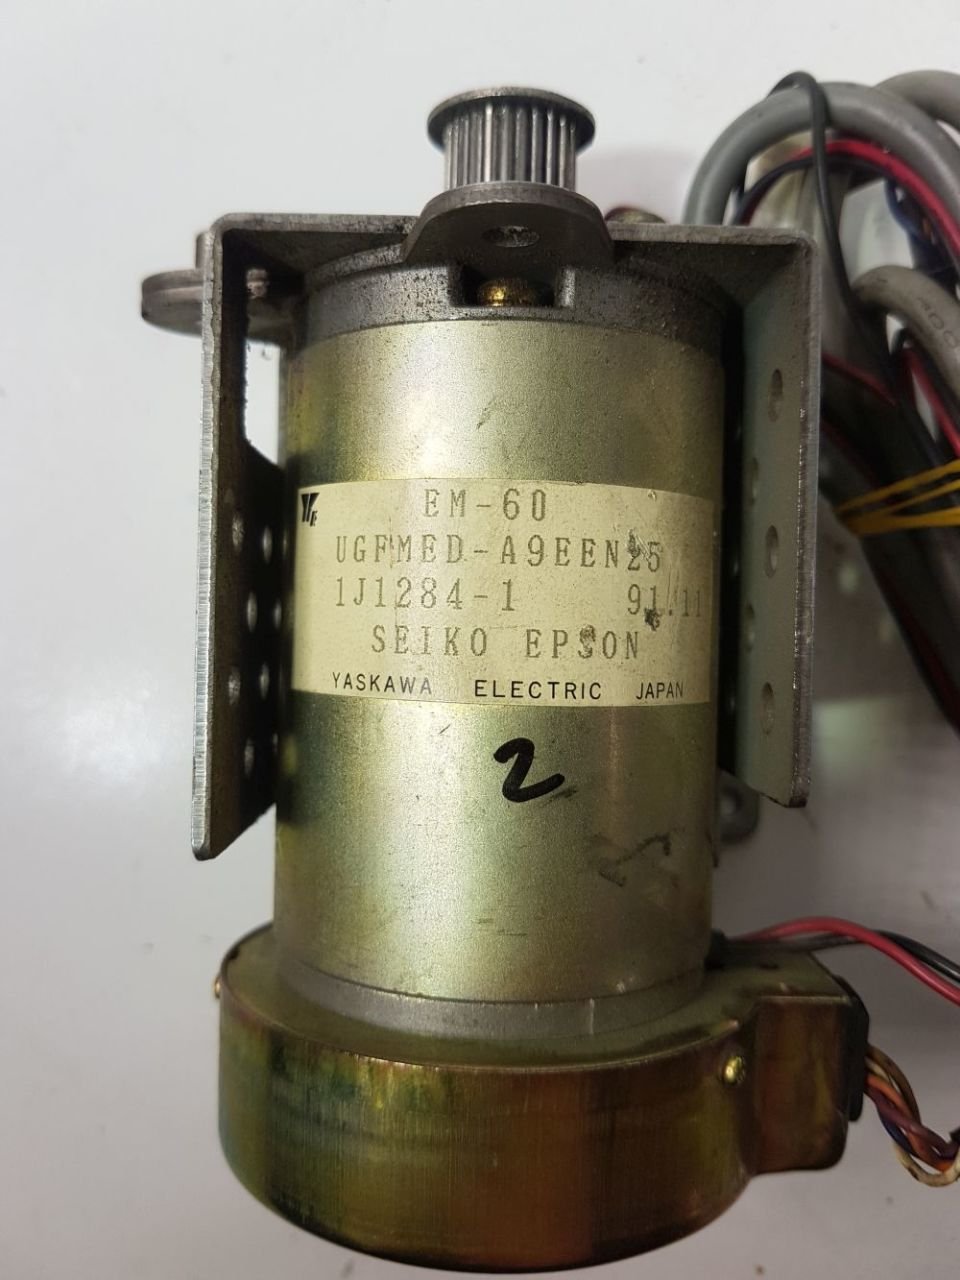 EM-60
UGFMED-A9EEN25
1J1284-1 91.11
SEIKO EPSON
YASKAWA ELECTRIC JAPAN
2